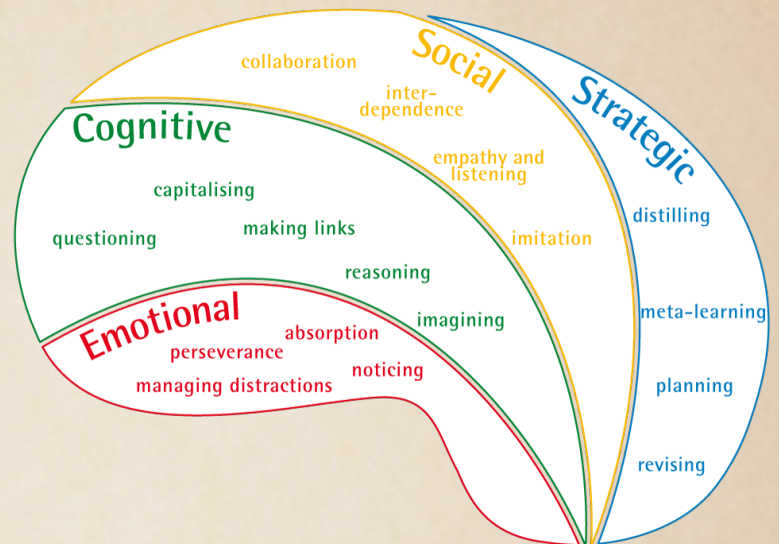 Social
collaboration
inter-
dependence
empathy and
listening
imitation
Strategic
distilling
meta-learning
planning
revising
Cognitive
capitalising
questioning
making links
reasoning
imagining
Emotional
absorption
perseverance
noticing
managing distractions